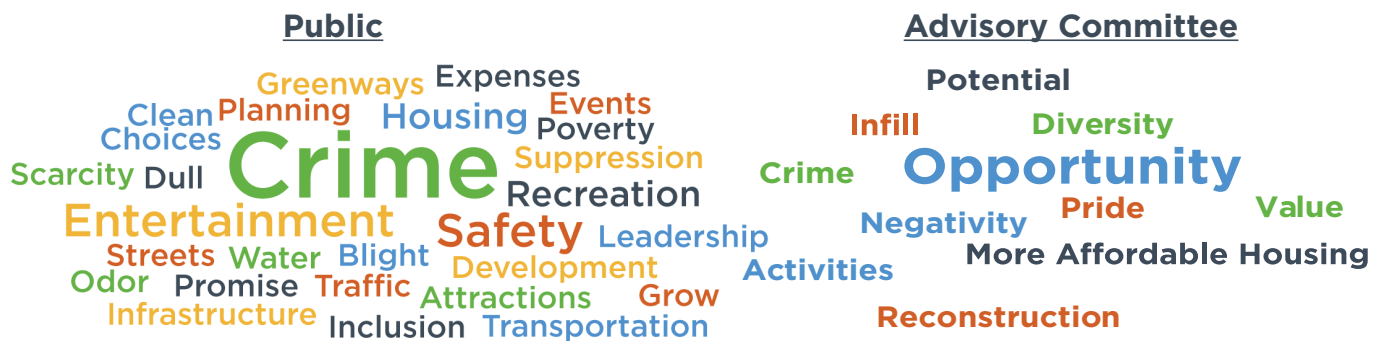 Public
Greenways Expenses
Clean Planning Housing Events
Choices Poverty
Crime Suppression
Scarcity Dull Recreation
Entertainment Safety Leadership
Streets Water Blight Development
Odor Promise Traffic Attractions Grow
Infrastructure Inclusion Transportation
Advisory Committee
Potential
Infill Diversity
Crime Opportunity
Negativity Pride Value
More Affordable Housing
Activities
Reconstruction